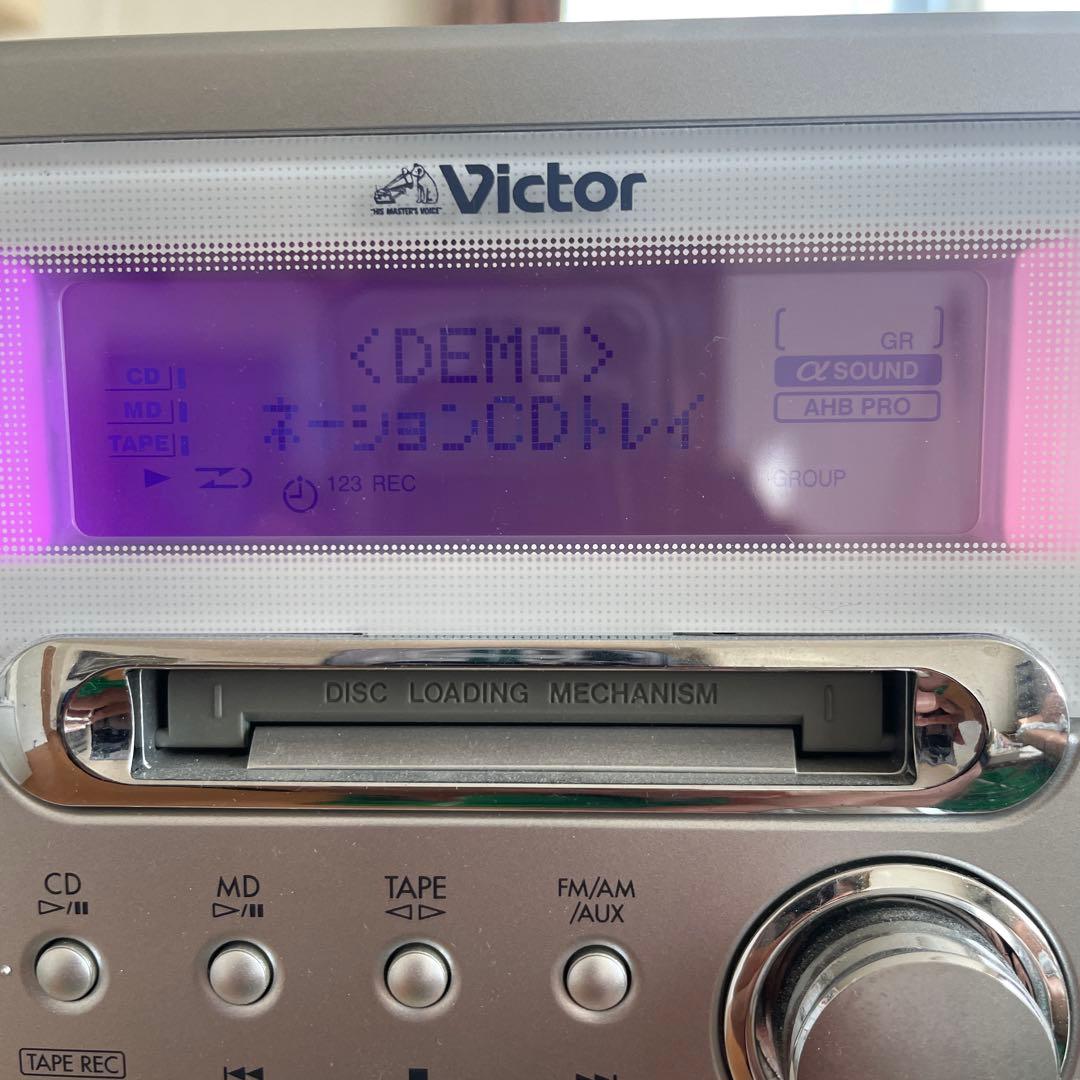 "HIS MASTER'S VOICE" Victor
<DEMO>
ネーションCDトレイ
CD
MD
TAPE
123 REC
[ GR ]
α SOUND
AHB PRO
GROUP
DISC LOADING MECHANISM
CD
MD
TAPE
FM/AM
/AUX
TAPE REC